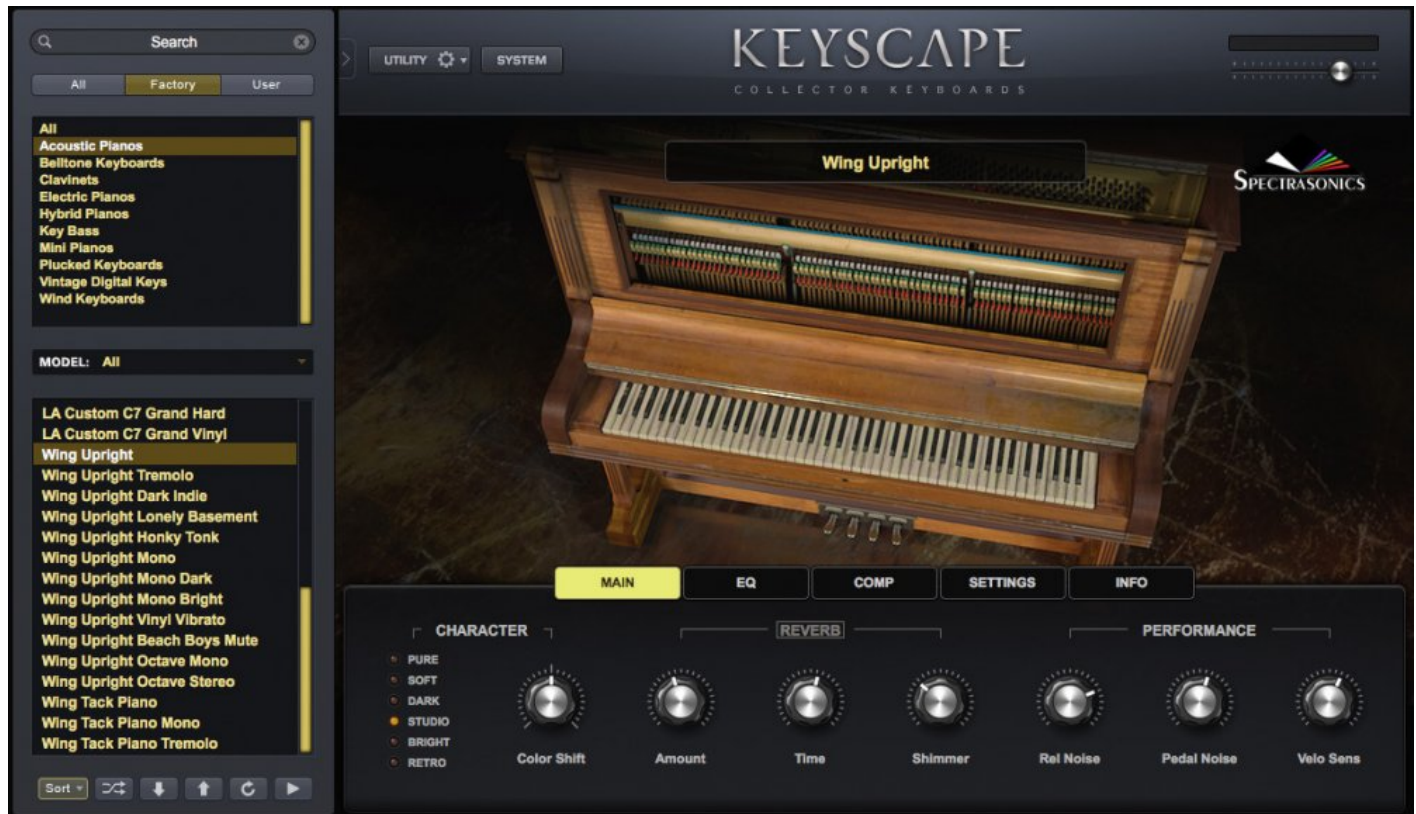 Search
All Factory User
All
Acoustic Pianos
Belltone Keyboards
Clavinets
Electric Pianos
Hybrid Pianos
Key Bass
Mini Pianos
Plucked Keyboards
Vintage Digital Keys
Wind Keyboards
MODEL: All
LA Custom C7 Grand Hard
LA Custom C7 Grand Vinyl
Wing Upright
Wing Upright Tremolo
Wing Upright Dark Indie
Wing Upright Lonely Basement
Wing Upright Honky Tonk
Wing Upright Mono
Wing Upright Mono Dark
Wing Upright Mono Bright
Wing Upright Vinyl Vibrato
Wing Upright Beach Boys Mute
Wing Upright Octave Mono
Wing Upright Octave Stereo
Wing Tack Piano
Wing Tack Piano Mono
Wing Tack Piano Tremolo
Sort
UTILITY SYSTEM
KEYSCAPE
COLLECTOR KEYBOARDS
Wing Upright
SPECTRASONICS
MAIN EQ COMP SETTINGS INFO
CHARACTER REVERB PERFORMANCE
PURE
SOFT
DARK
STUDIO
BRIGHT
RETRO
Color Shift Amount Time Shimmer Rel Noise Pedal Noise Velo Sens